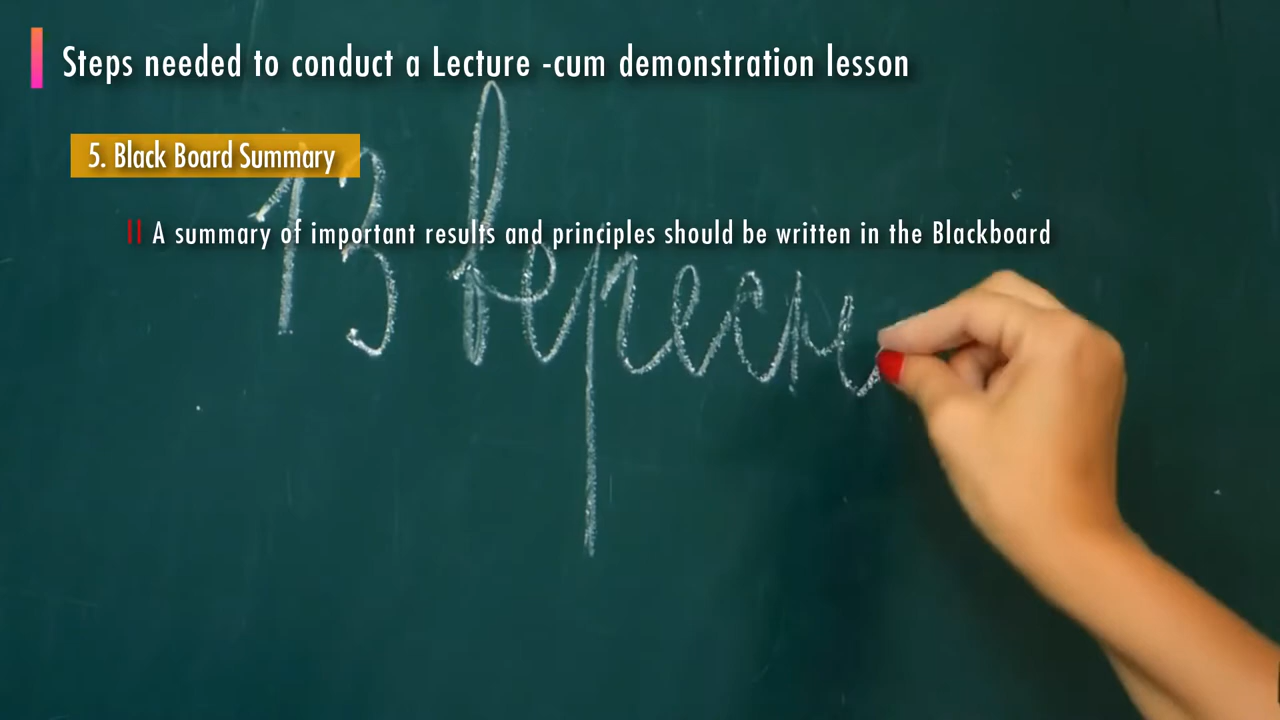 Steps needed to conduct a Lecture -cum demonstration lesson
5. Black Board Summary
A summary of important results and principles should be written in the Blackboard
13 вересн